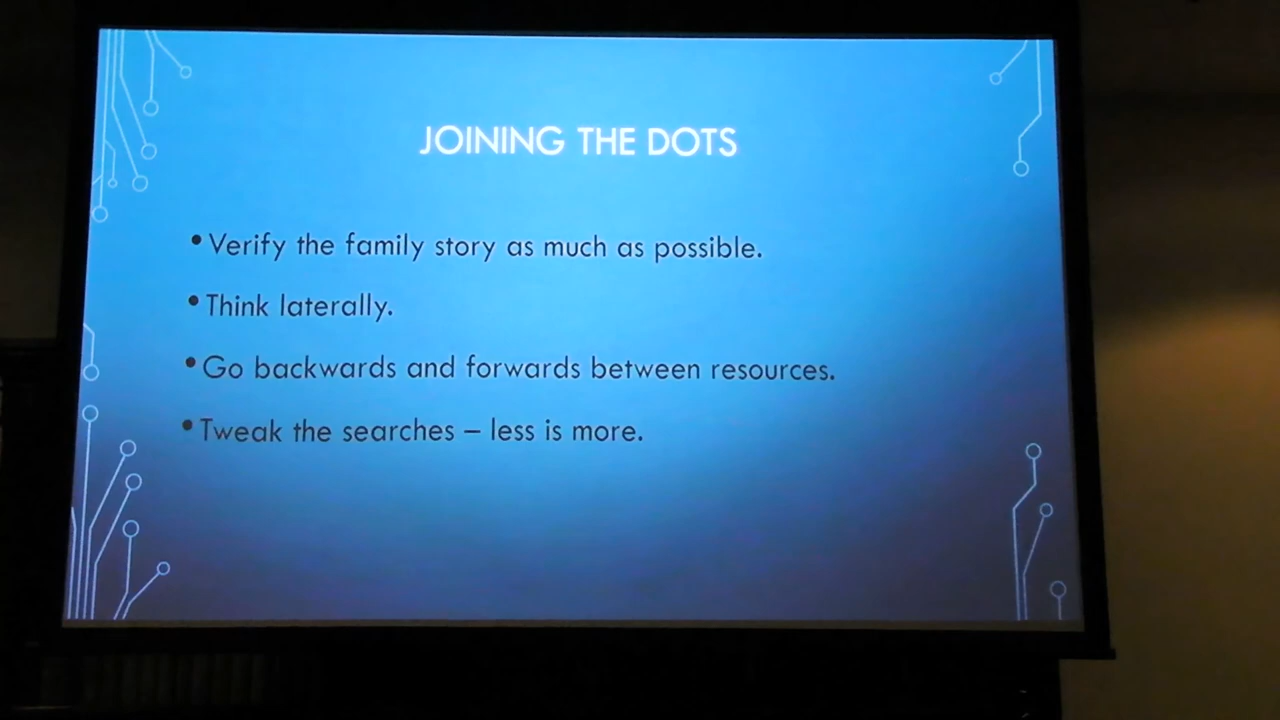 JOINING THE DOTS
•Verify the family story as much as possible.
•Think laterally.
•Go backwards and forwards between resources.
•Tweak the searches – less is more.